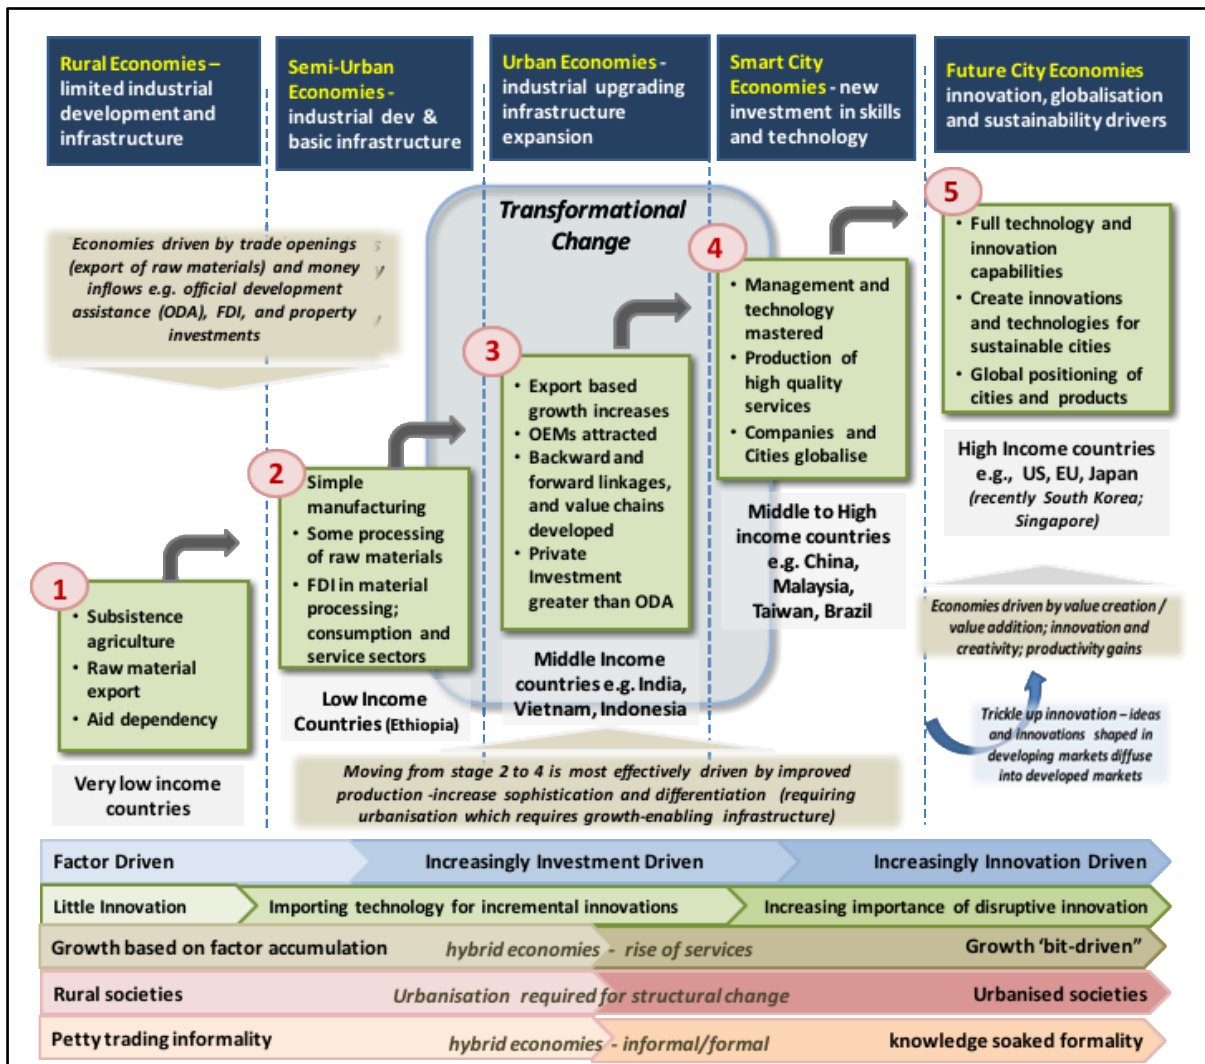 Rural Economies –
limited industrial
development and
infrastructure
Semi-Urban
Economies -
industrial dev &
basic infrastructure
Urban Economies -
industrial upgrading
infrastructure
expansion
Smart City
Economies - new
investment in skills
and technology
Future City Economies
innovation, globalisation
and sustainability drivers
Transformational
Change
Economies driven by trade openings
(export of raw materials) and money
inflows e.g. official development
assistance (ODA), FDI, and property
investments
1
• Subsistence
agriculture
• Raw material
export
• Aid dependency
Very low income
countries
2
Simple
manufacturing
• Some processing
of raw materials
• FDI in material
processing;
consumption and
service sectors
Low Income
Countries (Ethiopia)
3
• Export based
growth increases
• OEMs attracted
• Backward and
forward linkages,
and value chains
developed
• Private
Investment
greater than ODA
Middle Income
countries e.g. India,
Vietnam, Indonesia
4
• Management and
technology
mastered
• Production of
high quality
services
• Companies and
Cities globalise
Middle to High
income countries
e.g. China,
Malaysia,
Taiwan, Brazil
5
• Full technology and
innovation
capabilities
• Create innovations
and technologies for
sustainable cities
• Global positioning of
cities and products
High Income countries
e.g., US, EU, Japan
(recently South Korea;
Singapore)
Economies driven by value creation /
value addition; innovation and
creativity; productivity gains
Trickle up innovation – ideas
and innovations shaped in
developing markets diffuse
into developed markets
Moving from stage 2 to 4 is most effectively driven by improved
production -increase sophistication and differentiation (requiring
urbanisation which requires growth-enabling infrastructure)
Factor Driven Increasingly Investment Driven Increasingly Innovation Driven
Little Innovation Importing technology for incremental innovations Increasing importance of disruptive innovation
Growth based on factor accumulation hybrid economies - rise of services Growth ‘bit-driven”
Rural societies Urbanisation required for structural change Urbanised societies
Petty trading informality hybrid economies - informal/formal knowledge soaked formality